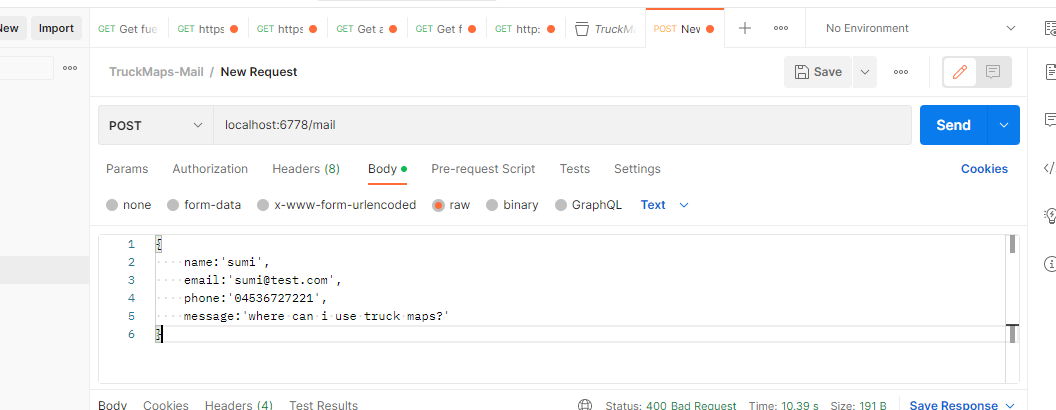 New Import GET Get fue GET https GET https GET Get a GET Get f GET http: TruckM POST New No Environment
TruckMaps-Mail / New Request Save
POST localhost:6778/mail Send
Params Authorization Headers (8) Body Pre-request Script Tests Settings Cookies
none form-data x-www-form-urlencoded raw binary GraphQL Text
1 {
2 name:'sumi',
3 email:'sumi@test.com',
4 phone:'04536727221',
5 message:'where can i use truck maps?'
6 }
Body Cookies Headers (4) Test Results Status: 400 Bad Request Time: 10.39 s Size: 191 B Save Response